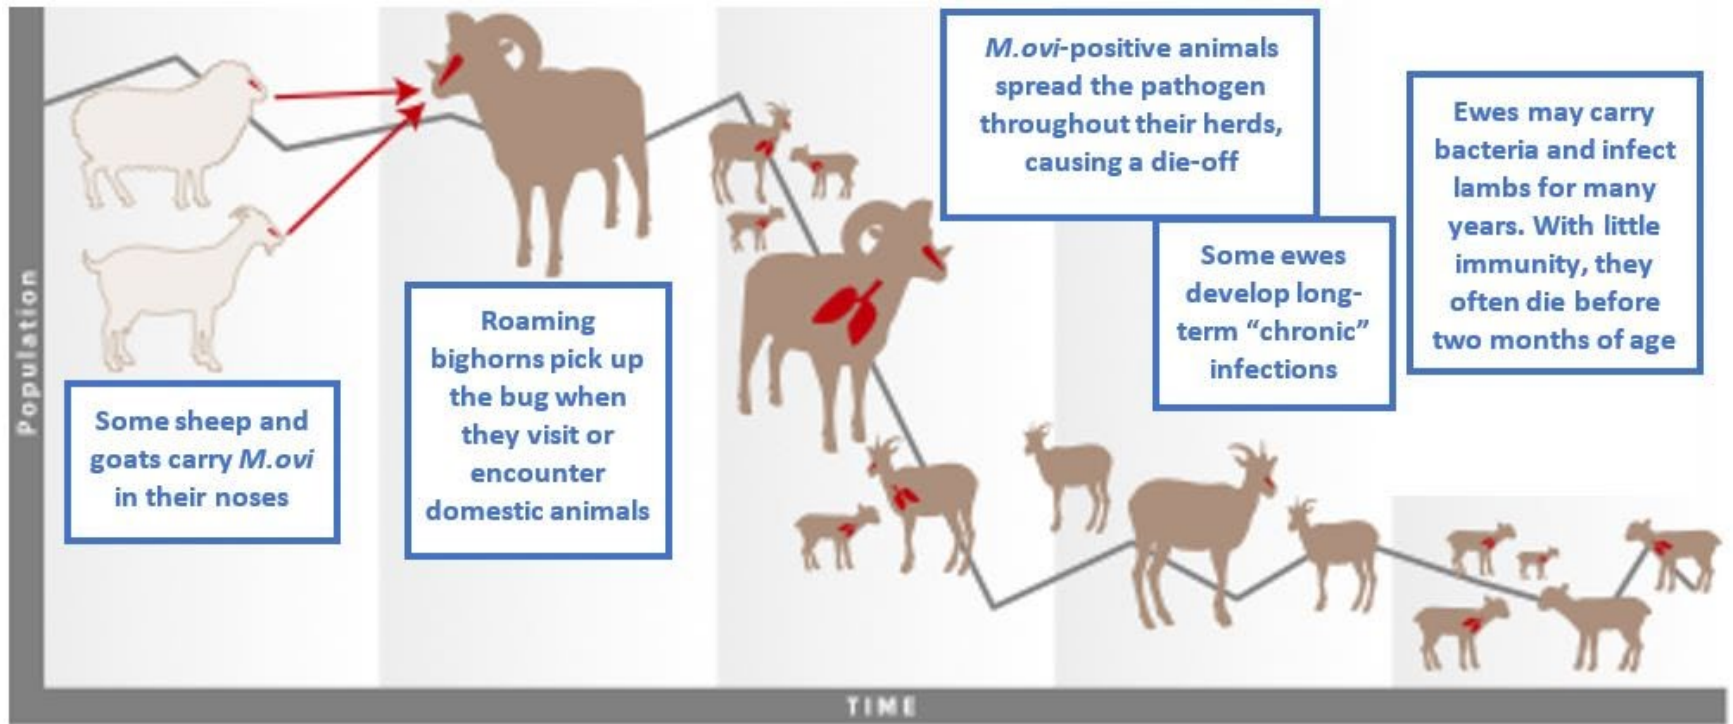 Population
Some sheep and
goats carry M.ovi
in their noses
Roaming
bighorns pick up
the bug when
they visit or
encounter
domestic animals
M.ovi-positive animals
spread the pathogen
throughout their herds,
causing a die-off
Some ewes
develop long-
term “chronic”
infections
Ewes may carry
bacteria and infect
lambs for many
years. With little
immunity, they
often die before
two months of age
TIME